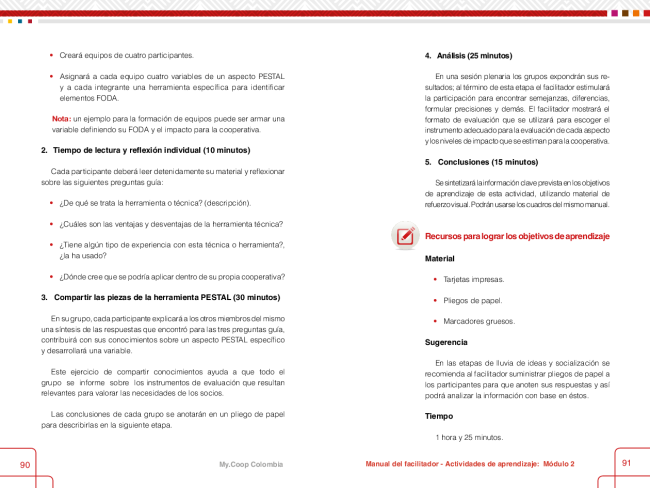 • Creará equipos de cuatro participantes.
• Asignará a cada equipo cuatro variables de un aspecto PESTAL
y a cada integrante una herramienta específica para identificar
elementos FODA.
Nota: un ejemplo para la formación de equipos puede ser armar una
variable definiendo su FODA y el impacto para la cooperativa.
2. Tiempo de lectura y reflexión individual (10 minutos)
Cada participante deberá leer detenidamente su material y reflexionar
sobre las siguientes preguntas guía:
• ¿De qué se trata la herramienta o técnica? (descripción).
• ¿Cuáles son las ventajas y desventajas de la herramienta técnica?
• ¿Tiene algún tipo de experiencia con esta técnica o herramienta?,
¿la ha usado?
• ¿Dónde cree que se podría aplicar dentro de su propia cooperativa?
3. Compartir las piezas de la herramienta PESTAL (30 minutos)
En su grupo, cada participante explicará a los otros miembros del mismo
una síntesis de las respuestas que encontró para las tres preguntas guía,
contribuirá con sus conocimientos sobre un aspecto PESTAL específico
y desarrollará una variable.
Este ejercicio de compartir conocimientos ayuda a que todo el
grupo se informe sobre los instrumentos de evaluación que resultan
relevantes para valorar las necesidades de los socios.
Las conclusiones de cada grupo se anotarán en un pliego de papel
para describirlas en la siguiente etapa.
90
My.Coop Colombia
4. Análisis (25 minutos)
En una sesión plenaria los grupos expondrán sus re-
sultados; al término de esta etapa el facilitador estimulará
la participación para encontrar semejanzas, diferencias,
formular precisiones y demás. El facilitador mostrará el
formato de evaluación que se utilizará para escoger el
instrumento adecuado para la evaluación de cada aspecto
y los niveles de impacto que se estiman para la cooperativa.
5. Conclusiones (15 minutos)
Se sintetizará la información clave prevista en los objetivos
de aprendizaje de esta actividad, utilizando material de
refuerzo visual. Podrán usarse los cuadros del mismo manual.
Recursos para lograr los objetivos de aprendizaje
Material
• Tarjetas impresas.
• Pliegos de papel.
• Marcadores gruesos.
Sugerencia
En las etapas de lluvia de ideas y socialización se
recomienda al facilitador suministrar pliegos de papel a
los participantes para que anoten sus respuestas y así
podrá analizar la información con base en éstos.
Tiempo
1 hora y 25 minutos.
Manual del facilitador - Actividades de aprendizaje: Módulo 2
91